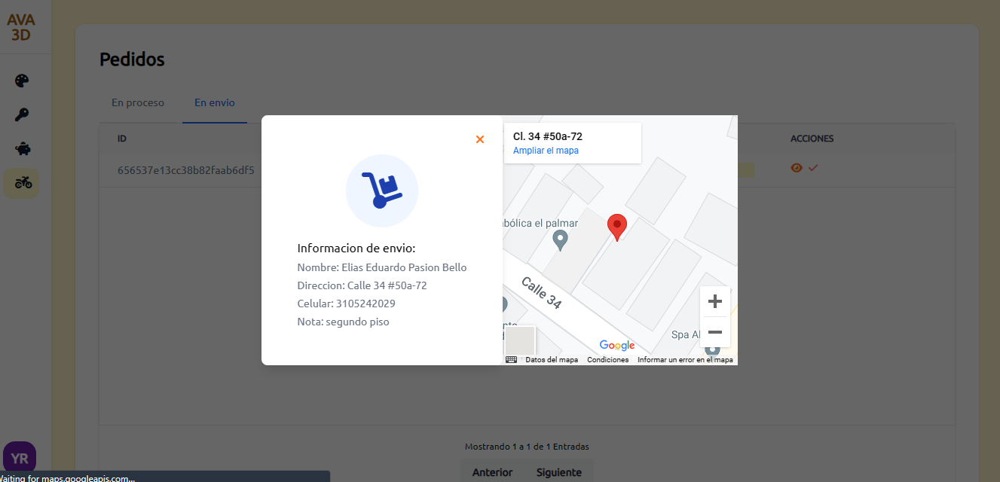 AVA
3D
Pedidos
En proceso
En envio
ID
ACCIONES
656537e13cc38b82faab6df5
Informacion de envio:
Nombre: Elias Eduardo Pasion Bello
Direccion: Calle 34 #50a-72
Celular: 3105242029
Nota: segundo piso
Cl. 34 #50a-72
Ampliar el mapa
el palmar
Calle 34
Spa
Google
Datos del mapa
Condiciones
Informar un error en el mapa
Mostrando 1 a 1 de 1 Entradas
Anterior
Siguiente
YR
Waiting for maps.googleapis.com...